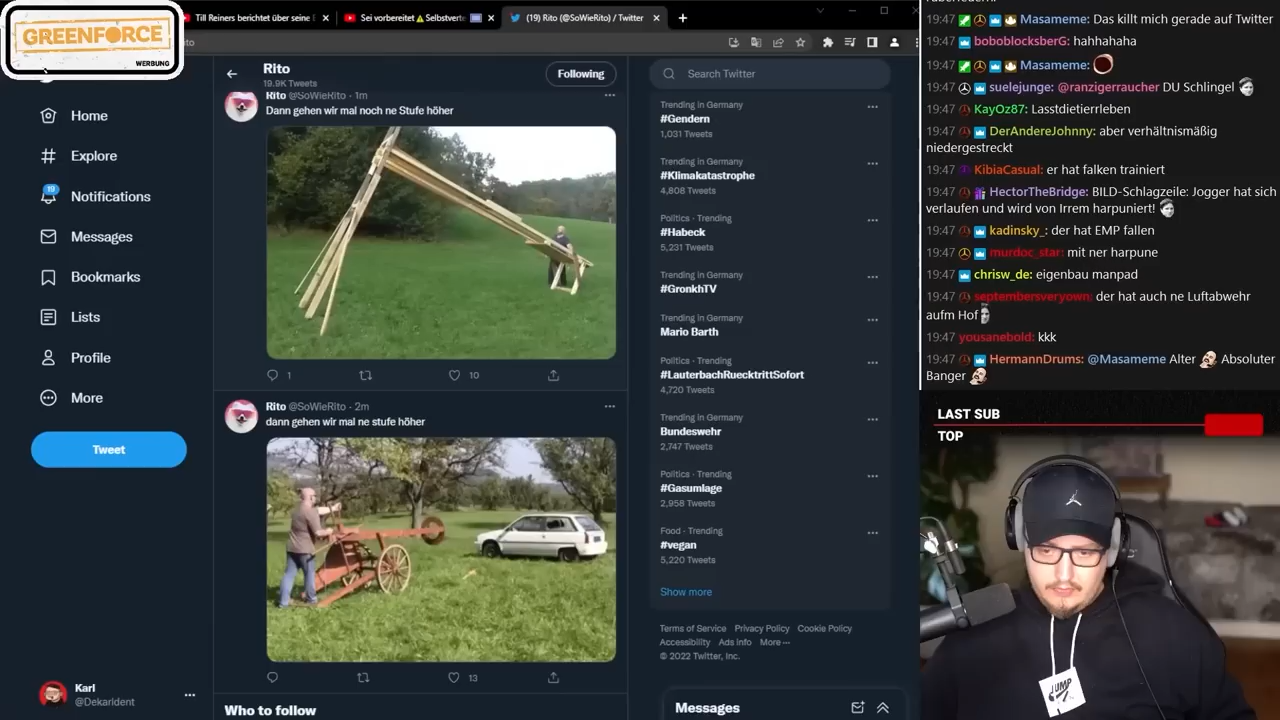 GREENFORCE
WERBUNG
Till Reiners berichtet über seine
Sei vorbereitet ⚠ Selbstverte
(19) Rito (@SoWieRito) / Twitter
Rito
19.9K Tweets
Following
Search Twitter
Home
Explore
19
Notifications
Messages
Bookmarks
Lists
Profile
More
Tweet
Karl
@Dekarldent
Rito @SoWieRito · 1m
Dann gehen wir mal noch ne Stufe höher
1
10
Rito @SoWieRito · 2m
dann gehen wir mal ne stufe höher
13
Who to follow
Trending in Germany
#Gendern
1,031 Tweets
Trending in Germany
#Klimakatastrophe
4,808 Tweets
Politics · Trending
#Habeck
5,231 Tweets
Trending in Germany
#GronkhTV
Trending in Germany
Mario Barth
Politics · Trending
#LauterbachRuecktrittSofort
4,720 Tweets
Trending in Germany
Bundeswehr
2,747 Tweets
Politics · Trending
#Gasumlage
2,958 Tweets
Food · Trending
#vegan
5,220 Tweets
Show more
Terms of Service Privacy Policy Cookie Policy
Accessibility Ads info More ···
© 2022 Twitter, Inc.
Messages
19:47 Masameme: Das killt mich gerade auf Twitter
19:47 boboblocksberG: hahhahaha
19:47 Masameme:
19:47 suelejunge: @ranzigerraucher DU Schlingel
19:47 KayOz87: Lasstdietierrleben
19:47 DerAndereJohnny: aber verhältnismäßig
niedergestreckt
19:47 KibiaCasual: er hat falken trainiert
19:47 HectorTheBridge: BILD-Schlagzeile: Jogger hat sich
verlaufen und wird von Irrem harpuniert!
19:47 kadinsky_: der hat EMP fallen
19:47 murdoc_star: mit ner harpune
19:47 chrisw_de: eigenbau manpad
19:47 septembersveryown: der hat auch ne Luftabwehr
aufm Hof
19:47 yousanebold: kkk
19:47 HermannDrums: @Masameme Alter Absoluter
Banger
LAST SUB
TOP
JUMP